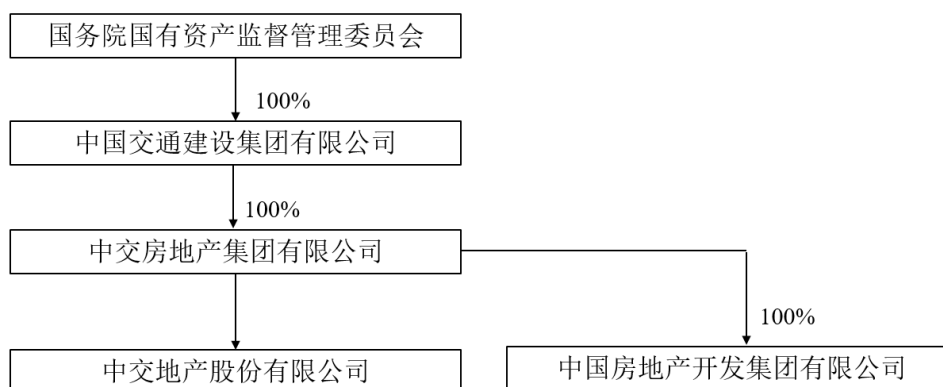 国务院国有资产监督管理委员会
100%
中国交通建设集团有限公司
100%
中交房地产集团有限公司
100%
中交地产股份有限公司
中国房地产开发集团有限公司